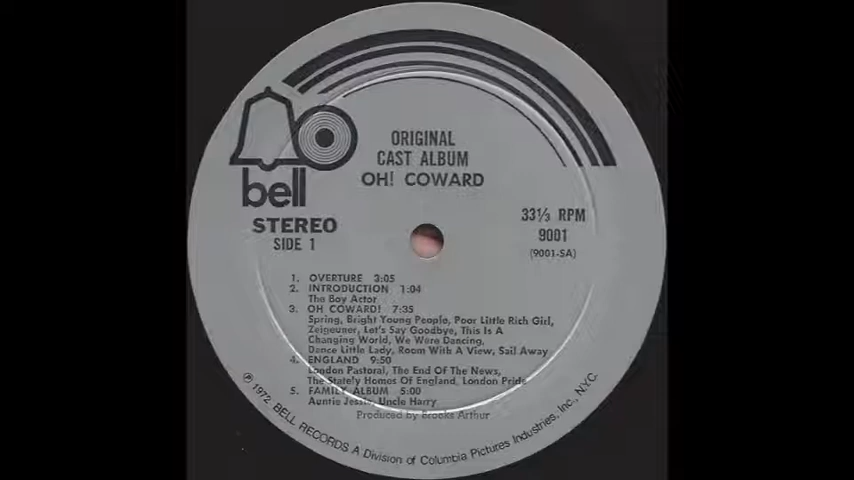 ORIGINAL
CAST ALBUM
OH! COWARD
bell
STEREO
SIDE 1
33⅓ RPM
9001
(9001-SA)
1. OVERTURE 3:05
2. INTRODUCTION 1:04
The Boy Actor
3. OH COWARD! 7:35
Spring, Bright Young People, Poor Little Rich Girl,
Zeigeuner, Let's Say Goodbye, This Is A
Changing World, We Were Dancing,
Dance Little Lady, Room With A View, Sail Away
4. ENGLAND 9:50
London Pastoral, The End Of The News,
The Stately Homes Of England, London Pride
5. FAMILY ALBUM 5:00
Auntie Jessie, Uncle Harry
Produced by Brooks Arthur
℗ 1972 BELL RECORDS A Division of Columbia Pictures Industries, Inc., N.Y.C.